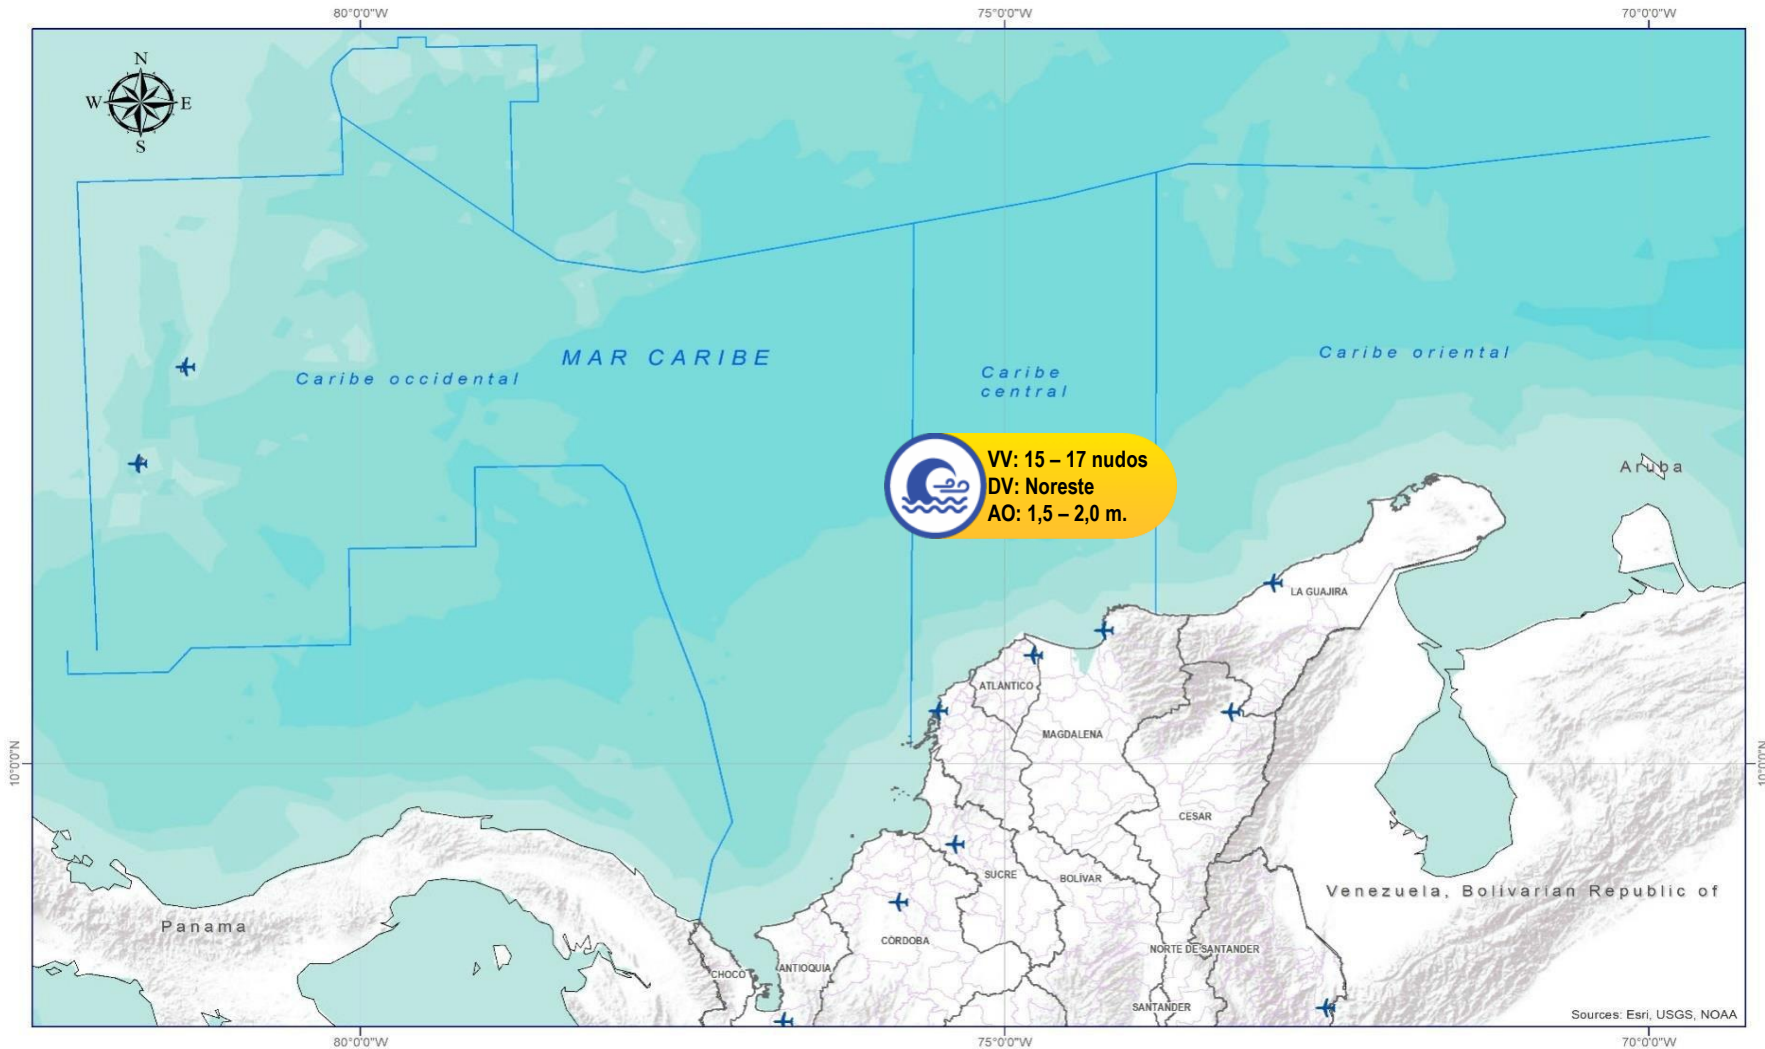 80°0'0"W
75°0'0"W
70°0'0"W
N
W
E
S
MAR CARIBE
Caribe occidental
Caribe
central
Caribe oriental
VV: 15 – 17 nudos
DV: Noreste
AO: 1,5 – 2,0 m.
Aruba
LA GUAJIRA
ATLANTICO
MAGDALENA
10°0'0"N
10°0'0"N
CESAR
SUCRE
BOLÍVAR
Venezuela, Bolivarian Republic of
Panama
CÓRDOBA
NORTE DE SANTANDER
CHOCO
ANTIOQUIA
SANTANDER
Sources: Esri, USGS, NOAA
80°0'0"W
75°0'0"W
70°0'0"W